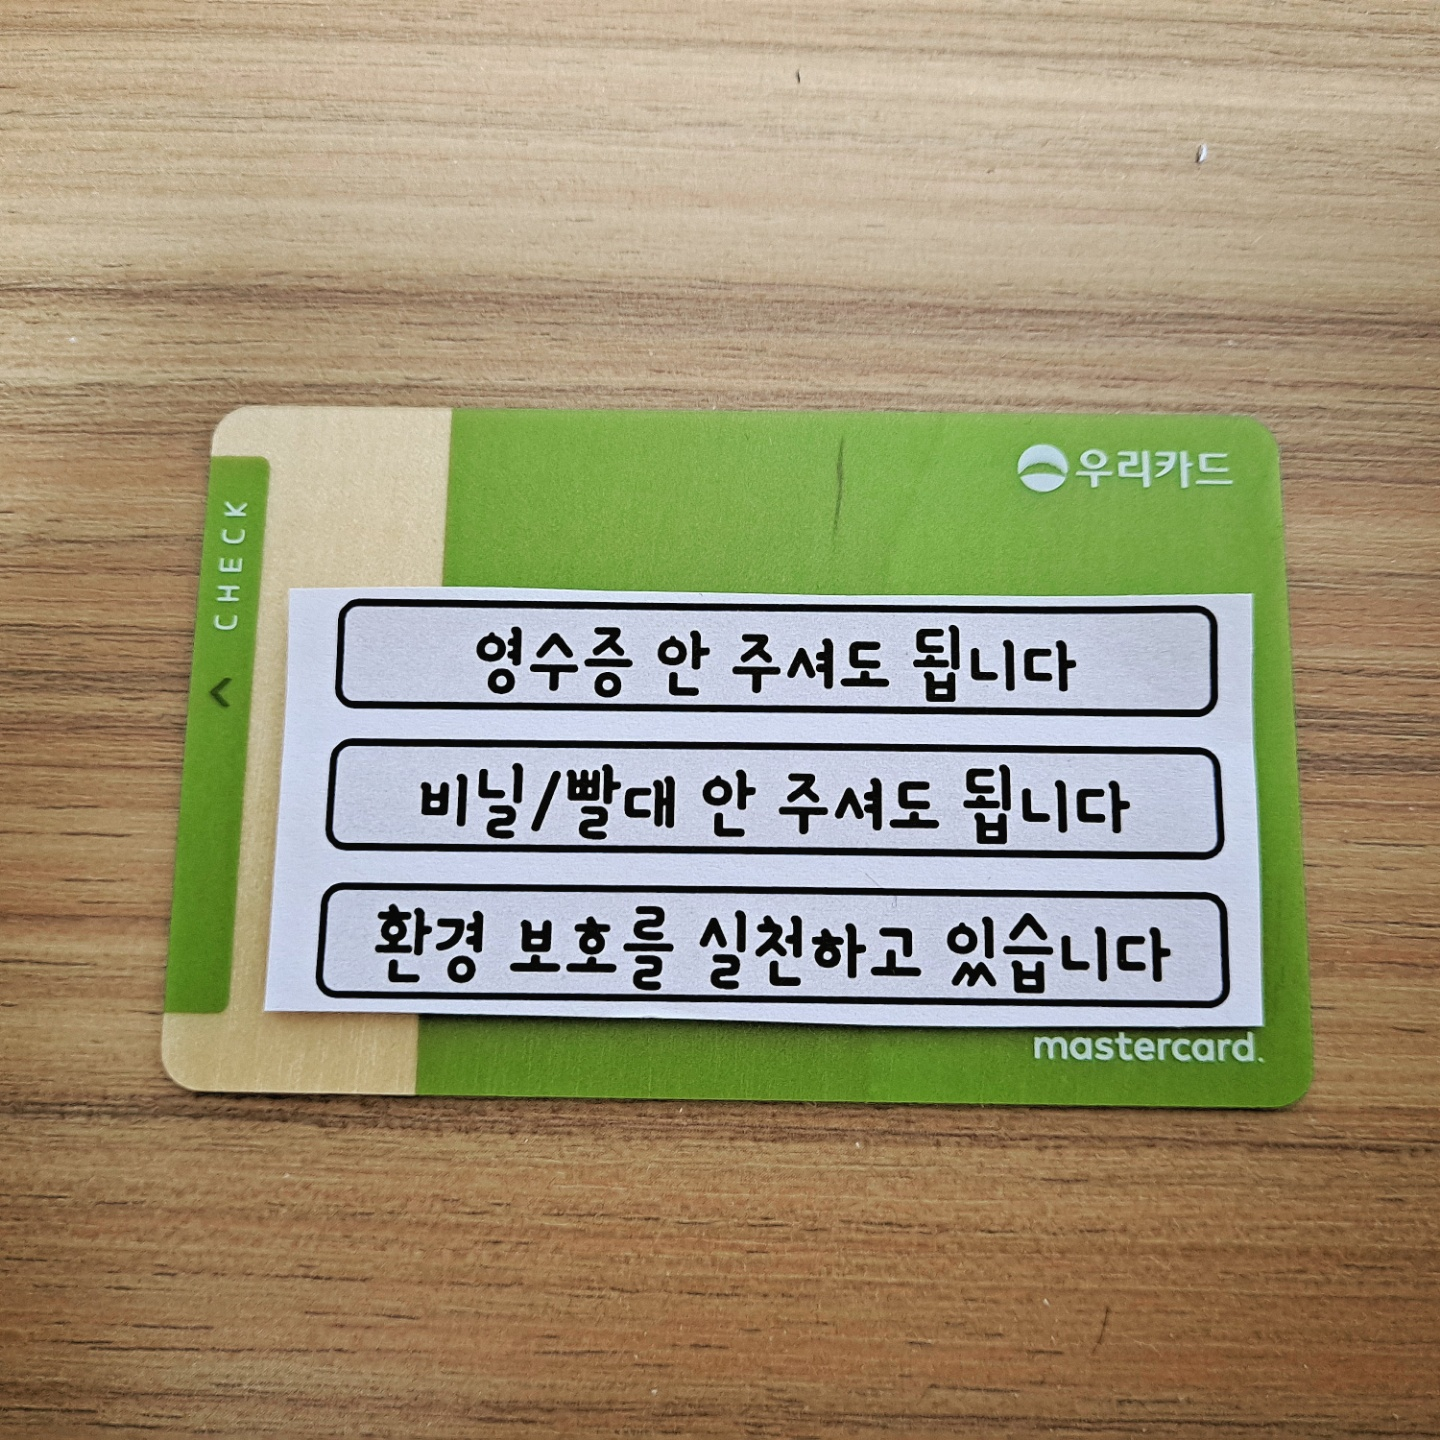 우리카드
CHECK
영수증 안 주셔도 됩니다
비닐/빨대 안 주셔도 됩니다
환경 보호를 실천하고 있습니다
mastercard.